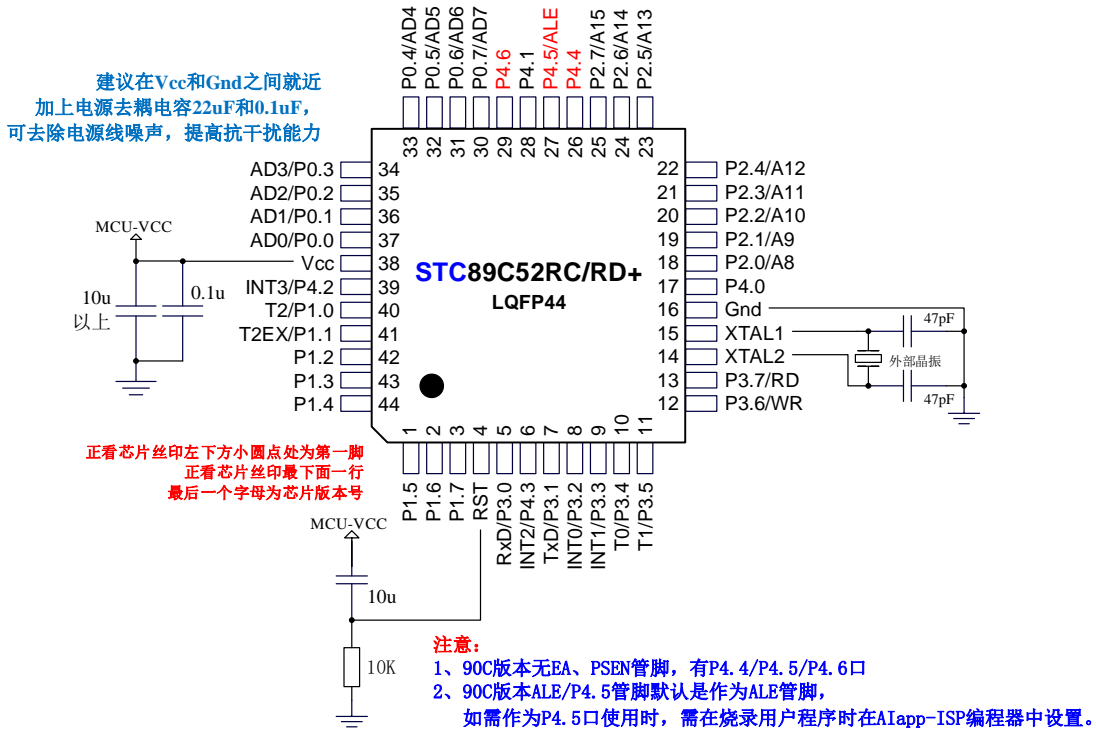 P0.4/AD4
P0.5/AD5
P0.6/AD6
P0.7/AD7
P4.6
P4.1
P4.5/ALE
P4.4
P2.7/A15
P2.6/A14
P2.5/A13
建议在Vcc和Gnd之间就近
加上电源去耦电容22uF和0.1uF，
可去除电源线噪声，提高抗干扰能力
33
32
31
30
29
28
27
26
25
24
23
AD3/P0.3 34
AD2/P0.2 35
AD1/P0.1 36
AD0/P0.0 37
Vcc 38
INT3/P4.2 39
T2/P1.0 40
T2EX/P1.1 41
P1.2 42
P1.3 43
P1.4 44
MCU-VCC
10u
以上
0.1u
STC89C52RC/RD+
LQFP44
22 P2.4/A12
21 P2.3/A11
20 P2.2/A10
19 P2.1/A9
18 P2.0/A8
17 P4.0
16 Gnd
15 XTAL1
14 XTAL2
13 P3.7/RD
12 P3.6/WR
47pF
外部晶振
47pF
1
2
3
4
5
6
7
8
9
10
11
P1.5
P1.6
P1.7
RST
RxD/P3.0
INT2/P4.3
TxD/P3.1
INT0/P3.2
INT1/P3.3
T0/P3.4
T1/P3.5
正看芯片丝印左下方小圆点处为第一脚
正看芯片丝印最下面一行
最后一个字母为芯片版本号
MCU-VCC
10u
10K
注意：
1、90C版本无EA、PSEN管脚，有P4.4/P4.5/P4.6口
2、90C版本ALE/P4.5管脚默认是作为ALE管脚，
如需作为P4.5口使用时，需在烧录用户程序时在AIapp-ISP编程器中设置。